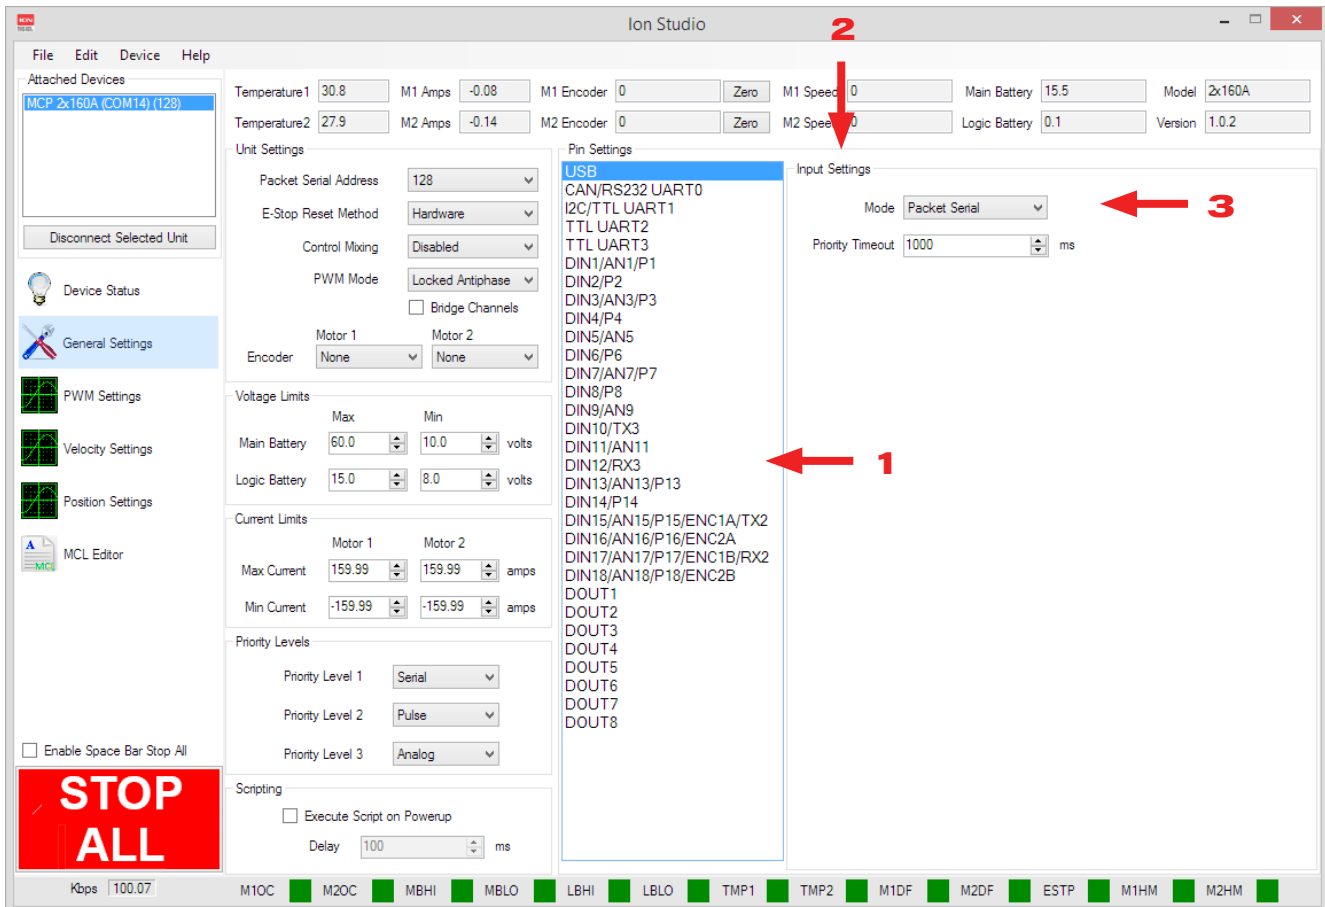 ION
Ion Studio
2
File Edit Device Help
Attached Devices
MCP 2x160A (COM14) (128)
Disconnect Selected Unit
Temperature1 30.8 M1 Amps -0.08 M1 Encoder 0 Zero M1 Speed 0 Main Battery 15.5 Model 2x160A
Temperature2 27.9 M2 Amps -0.14 M2 Encoder 0 Zero M2 Speed 0 Logic Battery 0.1 Version 1.0.2
Device Status
General Settings
PWM Settings
Velocity Settings
Position Settings
A
MCL
MCL Editor
Enable Space Bar Stop All
STOP
ALL
Unit Settings
Packet Serial Address 128
E-Stop Reset Method Hardware
Control Mixing Disabled
PWM Mode Locked Antiphase
Bridge Channels
Motor 1 Motor 2
Encoder None None
Voltage Limits
Max Min
Main Battery 60.0 10.0 volts
Logic Battery 15.0 8.0 volts
Current Limits
Motor 1 Motor 2
Max Current 159.99 159.99 amps
Min Current -159.99 -159.99 amps
Priority Levels
Priority Level 1 Serial
Priority Level 2 Pulse
Priority Level 3 Analog
Scripting
Execute Script on Powerup
Delay 100 ms
Pin Settings
USB
CAN/RS232 UART0
I2C/TTL UART1
TTL UART2
TTL UART3
DIN1/AN1/P1
DIN2/P2
DIN3/AN3/P3
DIN4/P4
DIN5/AN5
DIN6/P6
DIN7/AN7/P7
DIN8/P8
DIN9/AN9
DIN10/TX3
DIN11/AN11
DIN12/RX3
DIN13/AN13/P13
DIN14/P14
DIN15/AN15/P15/ENC1A/TX2
DIN16/AN16/P16/ENC2A
DIN17/AN17/P17/ENC1B/RX2
DIN18/AN18/P18/ENC2B
DOUT1
DOUT2
DOUT3
DOUT4
DOUT5
DOUT6
DOUT7
DOUT8
1
Input Settings
Mode Packet Serial
3
Priority Timeout 1000 ms
Kbps 100.07 M1OC M2OC MBHI MBLO LBHI LBLO TMP1 TMP2 M1DF M2DF ESTP M1HM M2HM